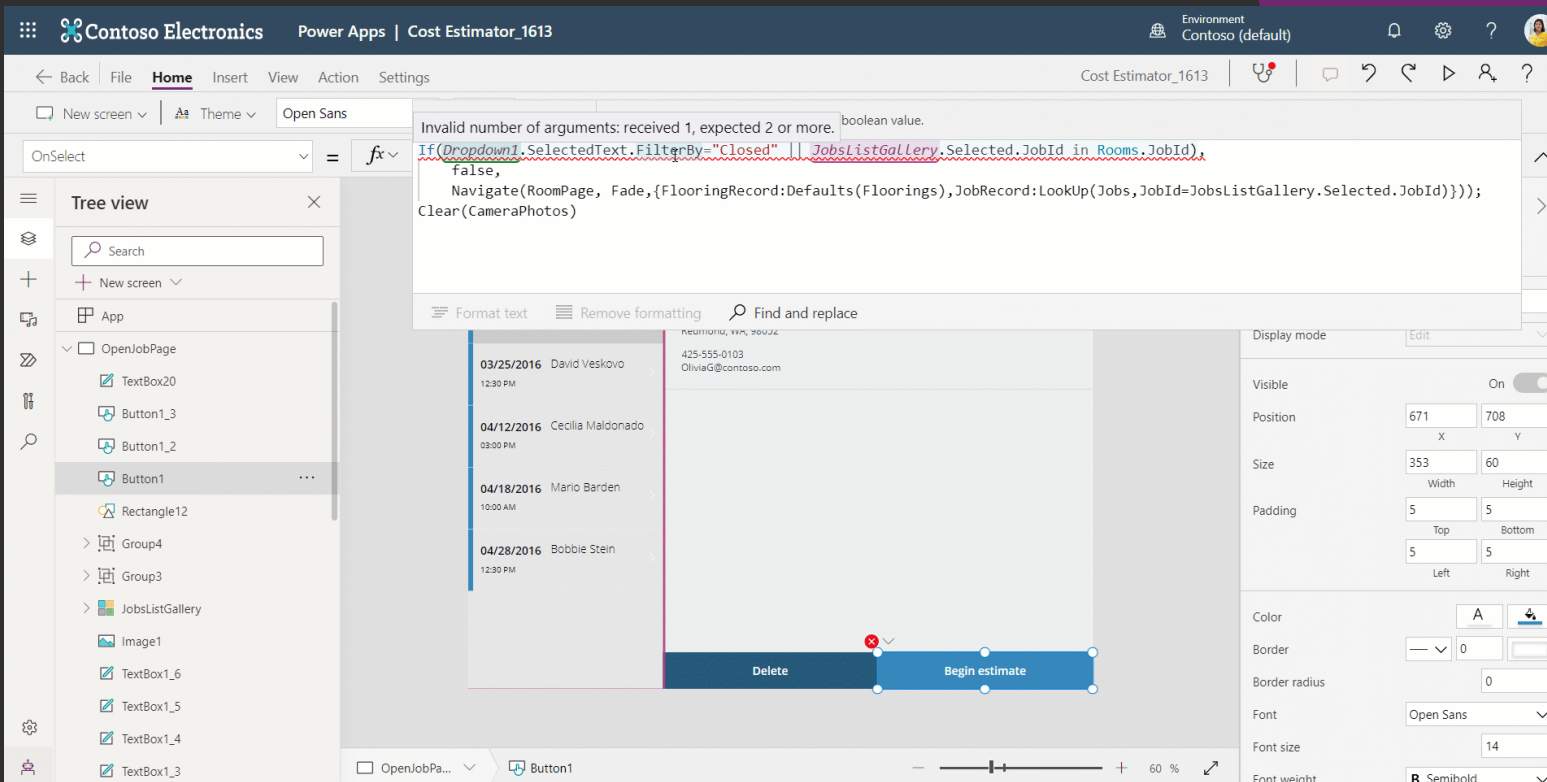 Contoso Electronics
Power Apps | Cost Estimator_1613
Environment
Contoso (default)
?
Back
File
Home
Insert
View
Action
Settings
Cost Estimator_1613
?
New screen
Theme
Open Sans
Invalid number of arguments: received 1, expected 2 or more.
boolean value.
OnSelect
=
fx
If(Dropdown1.SelectedText.FilterBy="Closed" || JobsListGallery.Selected.JobId in Rooms.JobId),
false,
Navigate(RoomPage, Fade,{FlooringRecord:Defaults(Floorings),JobRecord:LookUp(Jobs,JobId=JobsListGallery.Selected.JobId)}));
Clear(CameraPhotos)
Format text
Remove formatting
Find and replace
Tree view
Search
New screen
App
OpenJobPage
TextBox20
Button1_3
Button1_2
Button1
...
Rectangle12
Group4
Group3
JobsListGallery
Image1
TextBox1_6
TextBox1_5
TextBox1_4
TextBox1_3
Redmond, WA, 98052
425-555-0103
OliviaG@contoso.com
03/25/2016 David Veskovo
12:30 PM
04/12/2016 Cecilia Maldonado
03:00 PM
04/18/2016 Mario Barden
10:00 AM
04/28/2016 Bobbie Stein
12:30 PM
Delete
Begin estimate
OpenJobPa...
Button1
60 %
Display mode
Edit
Visible
On
Position
671
708
X
Y
Size
353
60
Width
Height
Padding
5
5
Top
Bottom
5
5
Left
Right
Color
A
Border
0
Border radius
0
Font
Open Sans
Font size
14
Font weight
B Semibold